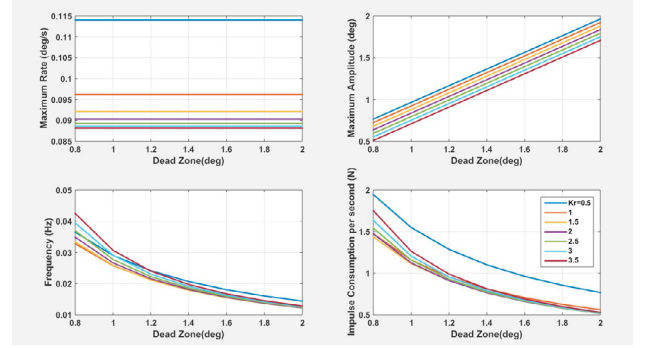 Maximum Rate (deg/s)
0.115
0.11
0.105
0.1
0.095
0.09
0.085
0.8 1 1.2 1.4 1.6 1.8 2
Dead Zone(deg)
Maximum Amplitude (deg)
2
1.5
1
0.5
0.8 1 1.2 1.4 1.6 1.8 2
Dead Zone(deg)
Frequency (Hz)
0.05
0.04
0.03
0.02
0.01
0.8 1 1.2 1.4 1.6 1.8 2
Dead Zone(deg)
Impulse Consumption per second (N)
2
1.5
1
0.5
0.8 1 1.2 1.4 1.6 1.8 2
Dead Zone(deg)
Kr=0.5
1
1.5
2
2.5
3
3.5